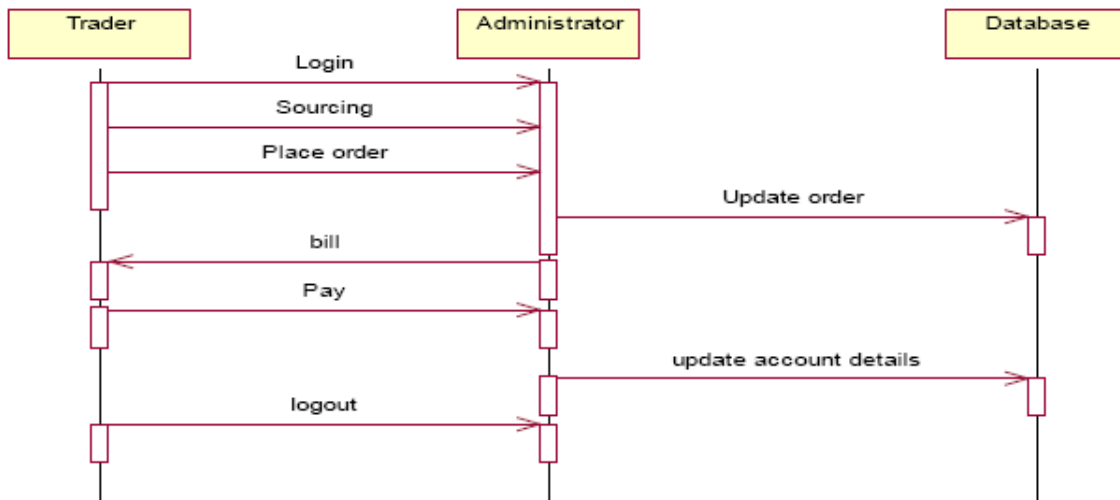 Trader
Administrator
Database
Login
Sourcing
Place order
Update order
bill
Pay
update account details
logout